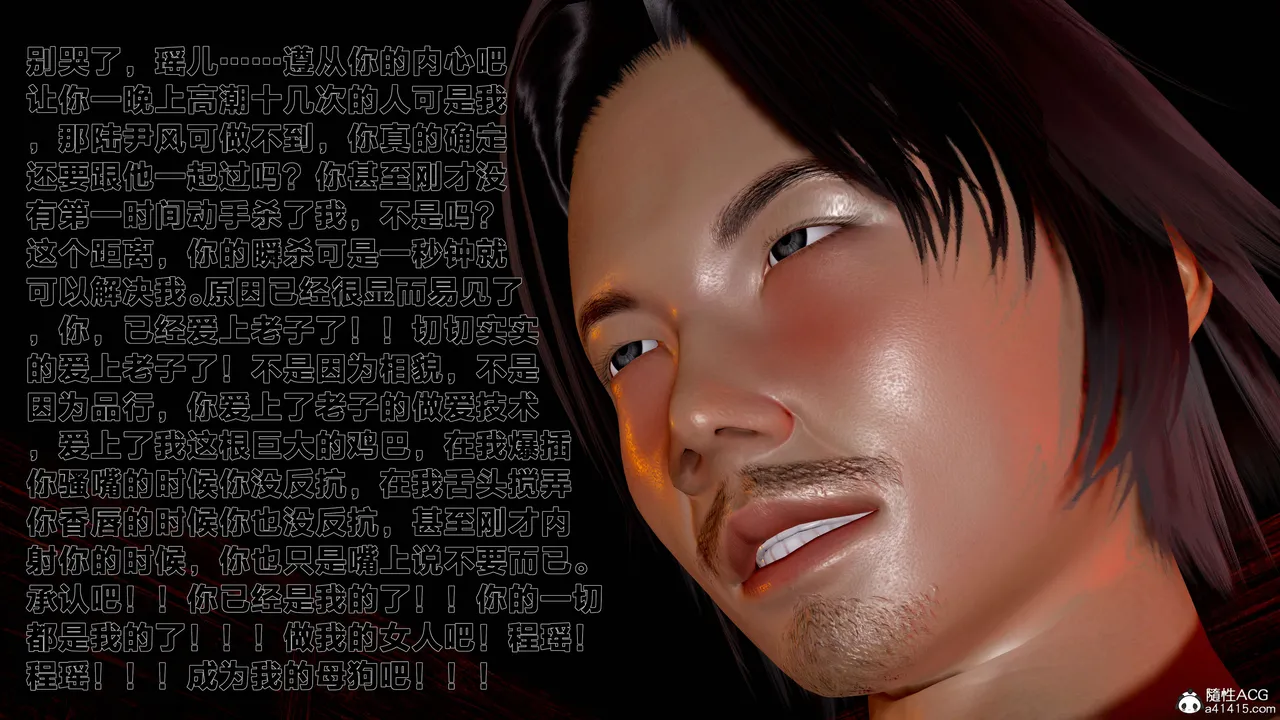 别哭了，瑶儿……遵从你的内心吧
让你一晚上高潮十几次的人可是我
，那陆尹风可做不到，你真的确定
还要跟他一起过吗？你甚至刚才没
有第一时间动手杀了我，不是吗？
这个距离，你的瞬杀可是一秒钟就
可以解决我。原因已经很显而易见了
，你，已经爱上老子了！！切切实实
的爱上老子了！不是因为相貌，不是
因为品行，你爱上了老子的做爱技术
，爱上了我这根巨大的鸡巴，在我爆插
你骚嘴的时候你没反抗，在我舌头搅弄
你香唇的时候你也没反抗，甚至刚才内
射你的时候，你也只是嘴上说不要而已。
承认吧！！你已经是我的了！！你的一切
都是我的了！！！做我的女人吧！程瑶！
程瑶！！！成为我的母狗吧！！！
隨性ACG
a41415.com